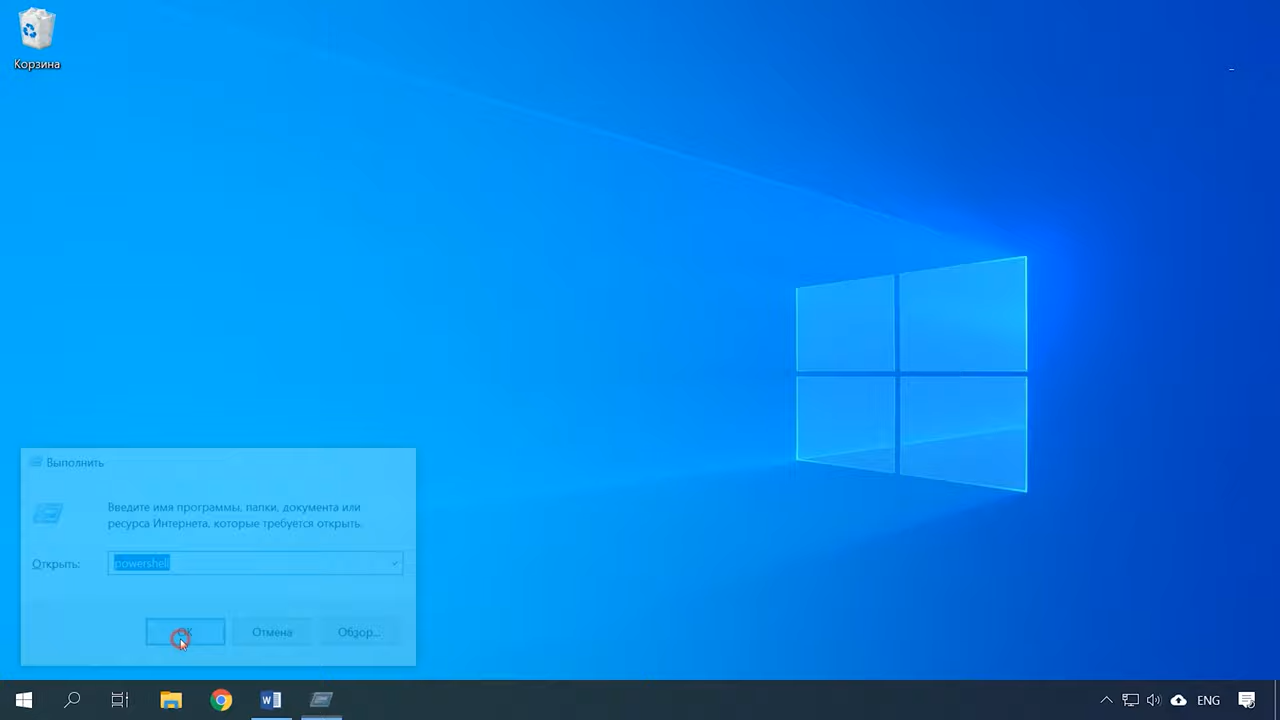 Корзина
Выполнить
Введите имя программы, папки, документа или
ресурса Интернета, которые требуется открыть.
Открыть:
powershell
ОК
Отмена
Обзор...
ENG